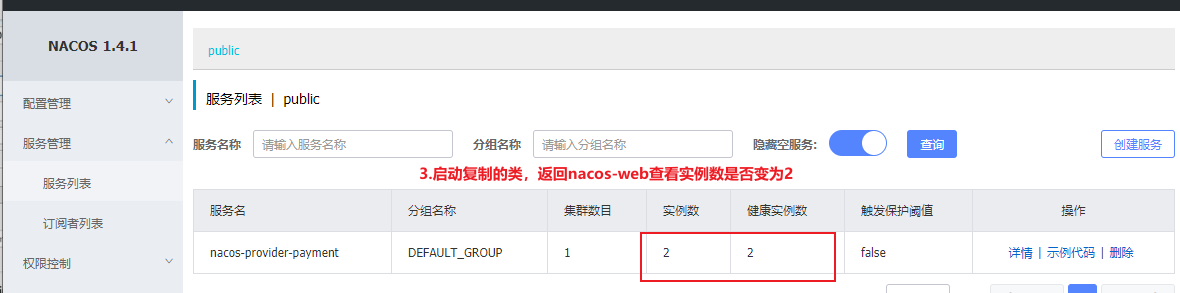 NACOS 1.4.1
public
配置管理
服务管理
服务列表
订阅者列表
权限控制
服务列表 | public
服务名称 请输入服务名称 分组名称 请输入分组名称 隐藏空服务: 查询 创建服务
3.启动复制的类，返回nacos-web查看实例数是否变为2
服务名 分组名称 集群数目 实例数 健康实例数 触发保护阈值 操作
nacos-provider-payment DEFAULT_GROUP 1 2 2 false 详情 | 示例代码 | 删除